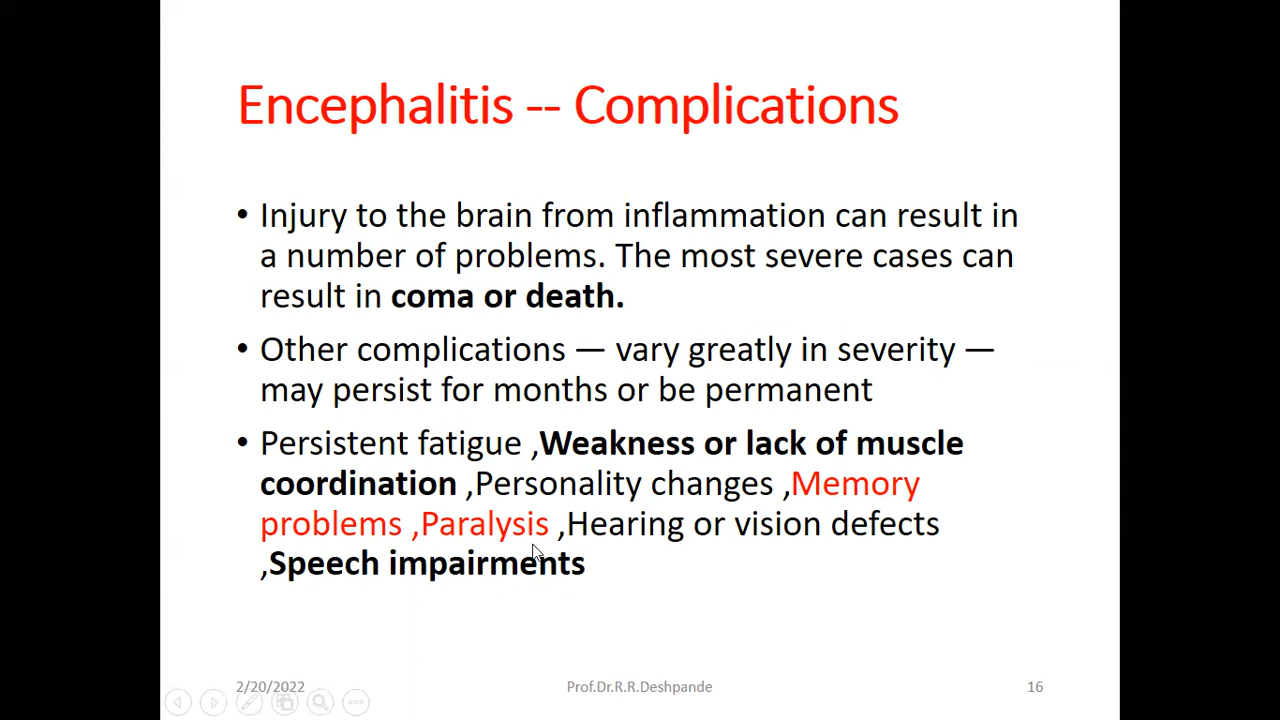 Encephalitis -- Complications
• Injury to the brain from inflammation can result in
a number of problems. The most severe cases can
result in coma or death.
• Other complications — vary greatly in severity —
may persist for months or be permanent
• Persistent fatigue ,Weakness or lack of muscle
coordination ,Personality changes ,Memory
problems ,Paralysis ,Hearing or vision defects
,Speech impairments
2/20/2022 Prof.Dr.R.R.Deshpande 16